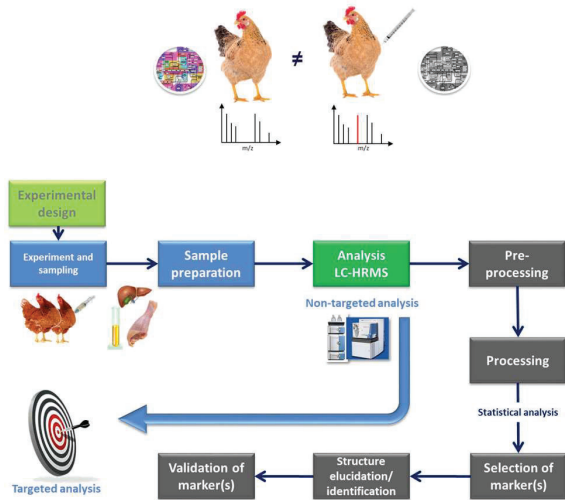 ≠
m/z
m/z
Experimental
design
Experiment and
sampling
Sample
preparation
Analysis
LC-HRMS
Pre-
processing
Non-targeted analysis
Processing
Statistical analysis
Targeted analysis
Validation of
marker(s)
Structure
elucidation/
identification
Selection of
marker(s)